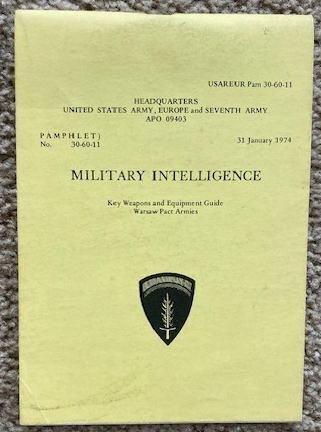 USAREUR Pam 30-60-11
HEADQUARTERS
UNITED STATES ARMY, EUROPE and SEVENTH ARMY
APO 09403
PAMPHLET)
No. 30-60-11
31 January 1974
MILITARY INTELLIGENCE
Key Weapons and Equipment Guide
Warsaw Pact Armies